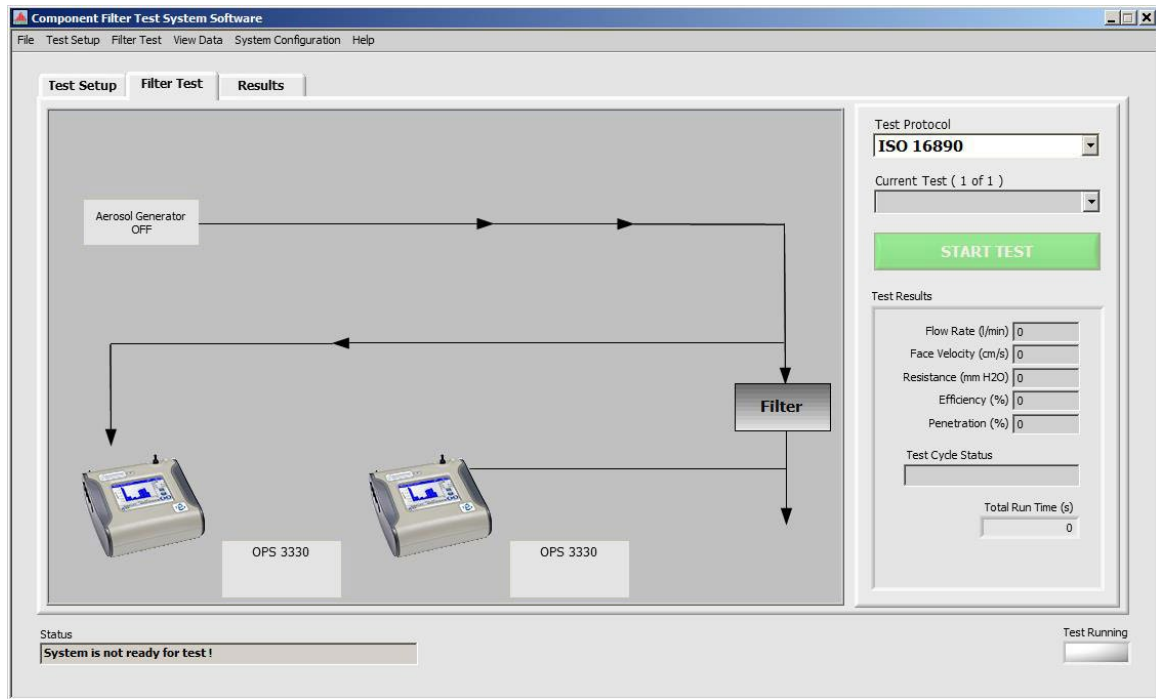 Component Filter Test System Software
File Test Setup Filter Test View Data System Configuration Help
Test Setup Filter Test Results
Aerosol Generator
OFF
Filter
OPS 3330
OPS 3330
Test Protocol
ISO 16890
Current Test ( 1 of 1 )
START TEST
Test Results
Flow Rate (l/min) 0
Face Velocity (cm/s) 0
Resistance (mm H2O) 0
Efficiency (%) 0
Penetration (%) 0
Test Cycle Status
Total Run Time (s)
0
Status
System is not ready for test !
Test Running